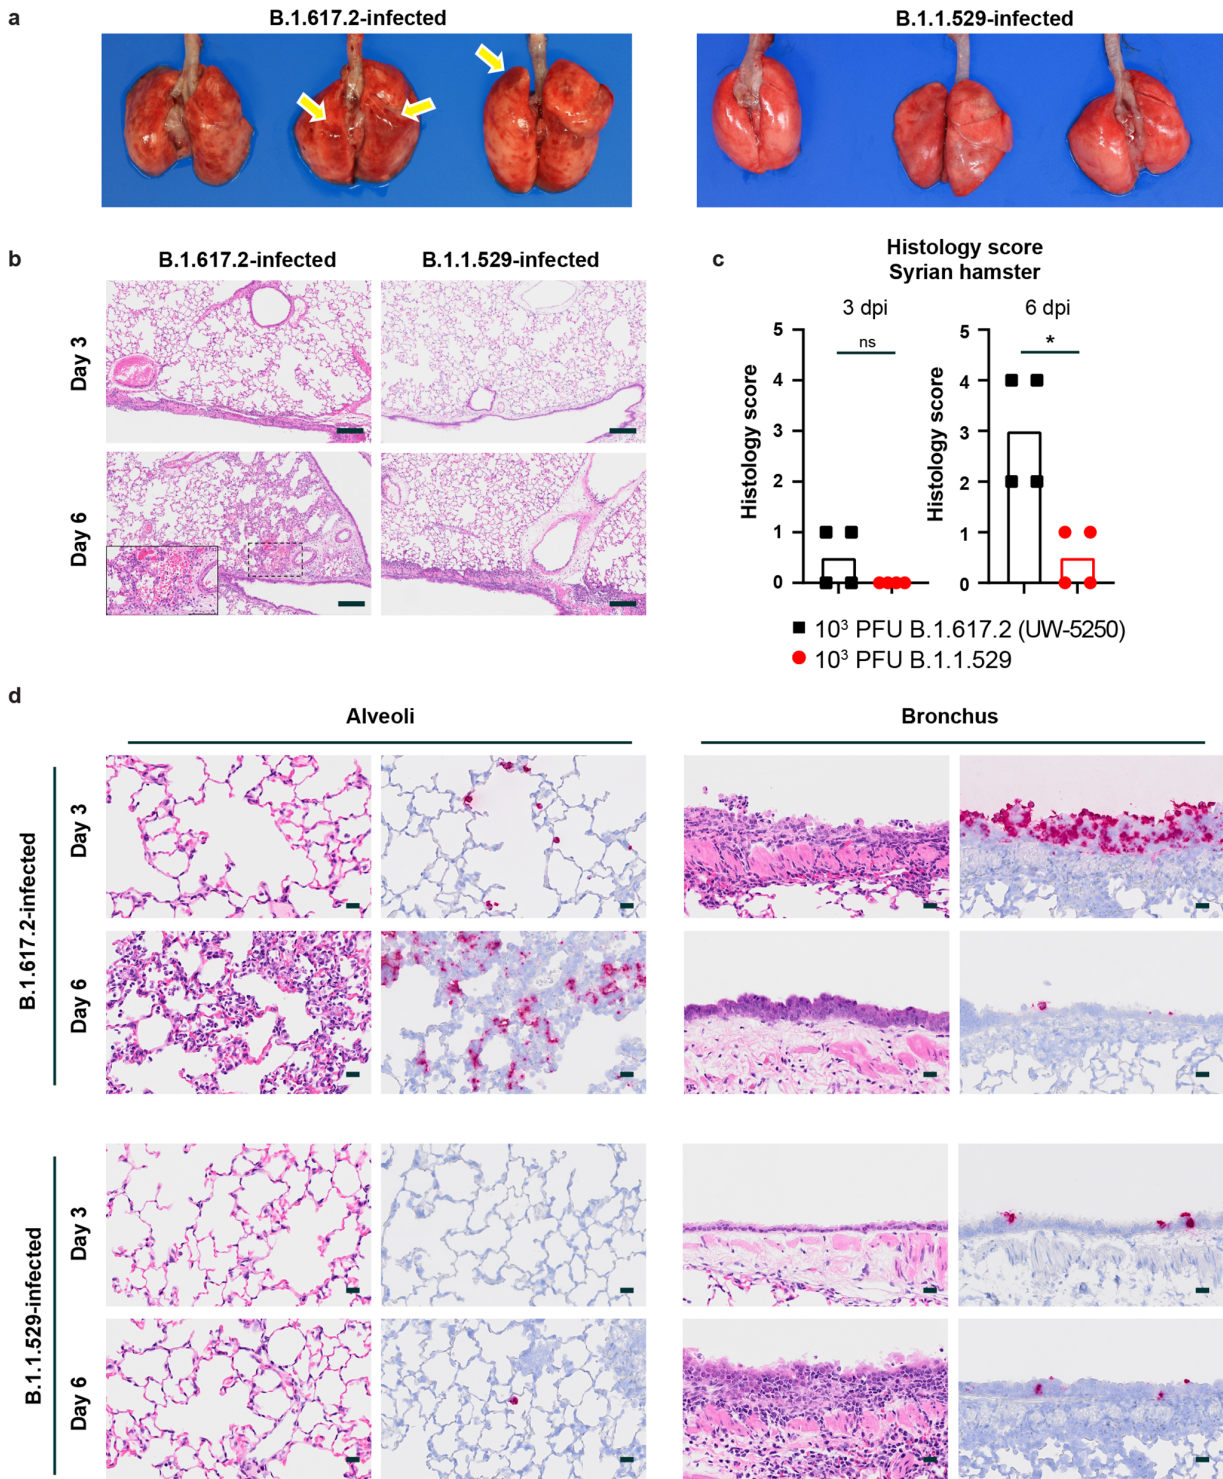 a
B.1.617.2-infected
B.1.1.529-infected
b
B.1.617.2-infected
B.1.1.529-infected
Day 3
Day 6
c
Histology score
Syrian hamster
3 dpi
6 dpi
ns
*
Histology score
5
4
3
2
1
0
Histology score
5
4
3
2
1
0
10³ PFU B.1.617.2 (UW-5250)
10³ PFU B.1.1.529
d
Alveoli
Bronchus
B.1.617.2-infected
Day 3
Day 6
B.1.1.529-infected
Day 3
Day 6